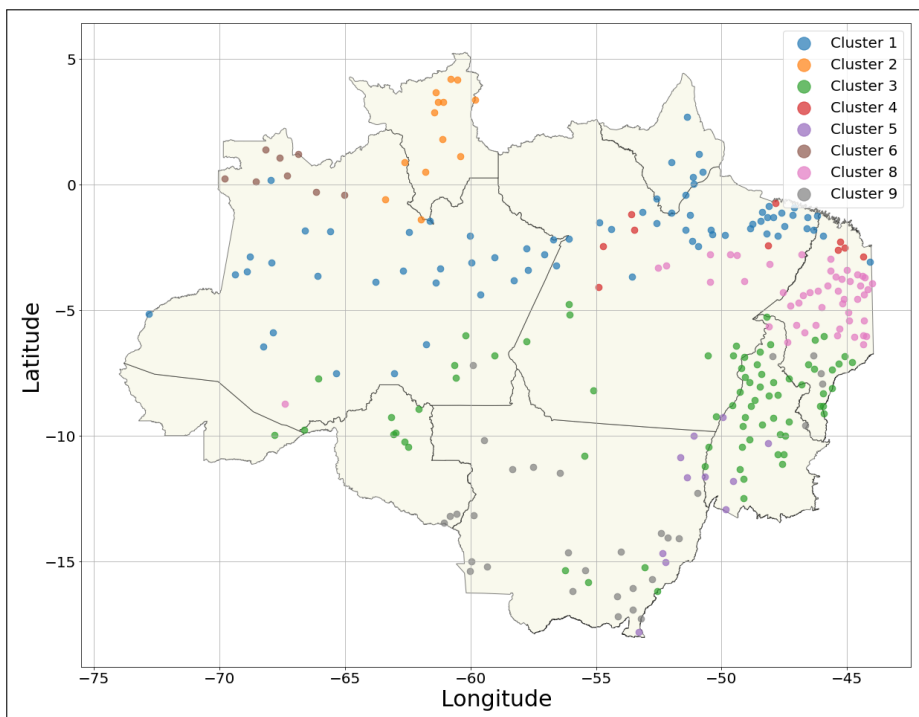 Cluster 1
Cluster 2
Cluster 3
Cluster 4
Cluster 5
Cluster 6
Cluster 8
Cluster 9
5
0
−5
−10
−15
Latitude
−75
−70
−65
−60
−55
−50
−45
Longitude